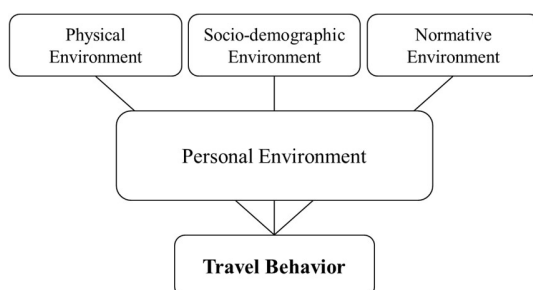 Physical
Environment
Socio-demographic
Environment
Normative
Environment
Personal Environment
Travel Behavior